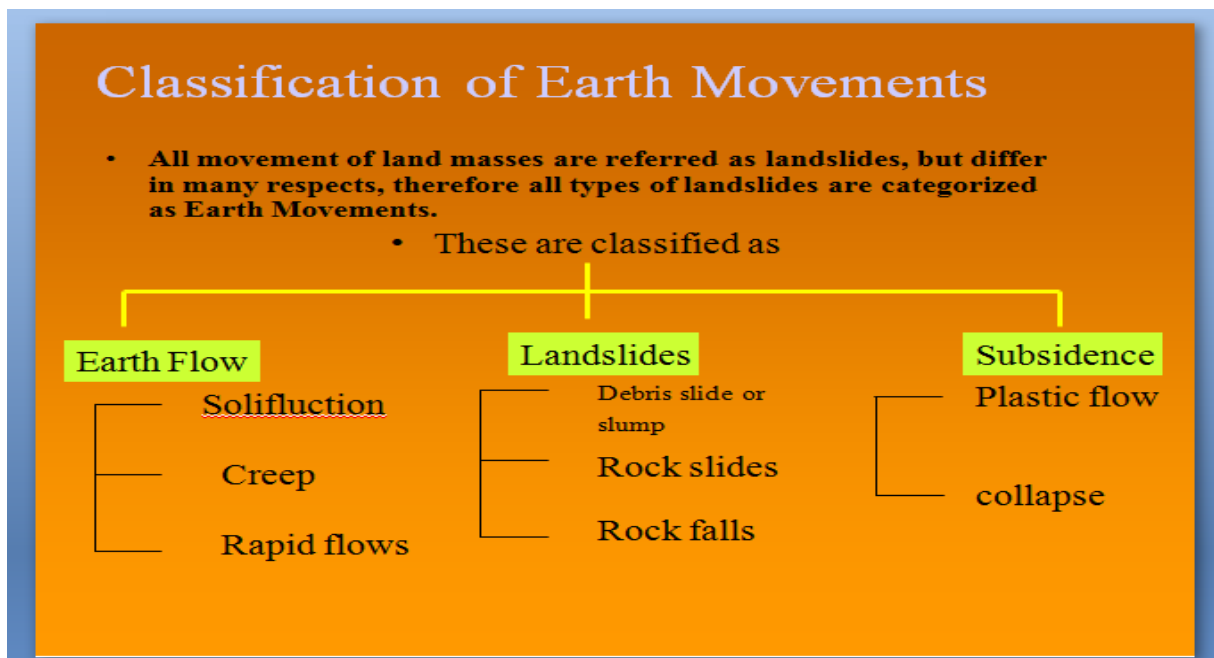 Classification of Earth Movements
• All movement of land masses are referred as landslides, but differ
in many respects, therefore all types of landslides are categorized
as Earth Movements.
• These are classified as
Earth Flow
Solifluction
Creep
Rapid flows
Landslides
Debris slide or
slump
Rock slides
Rock falls
Subsidence
Plastic flow
collapse